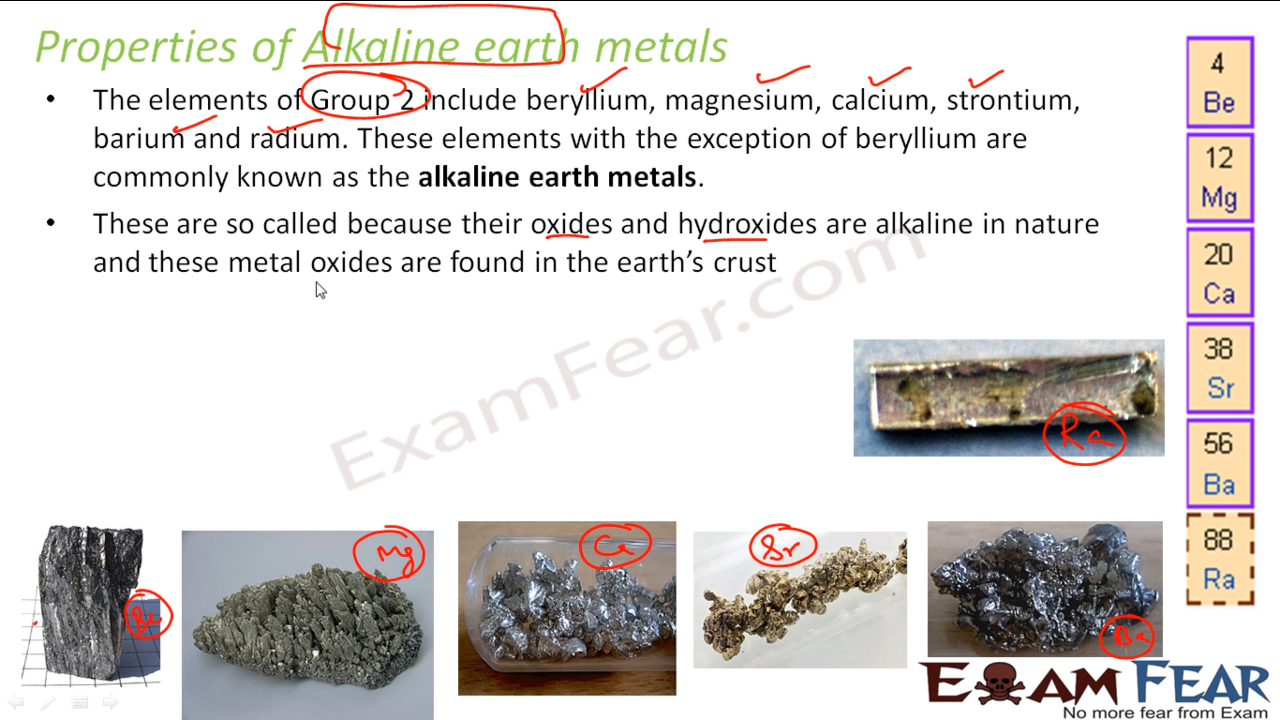 Properties of Alkaline earth metals
• The elements of Group 2 include beryllium, magnesium, calcium, strontium,
barium and radium. These elements with the exception of beryllium are
commonly known as the alkaline earth metals.
• These are so called because their oxides and hydroxides are alkaline in nature
and these metal oxides are found in the earth's crust
ExamFear.com
4
Be
12
Mg
20
Ca
38
Sr
56
Ba
88
Ra
Ra
Be
Mg
Ca
Sr
Ba
EXAM FEAR
No more fear from Exam